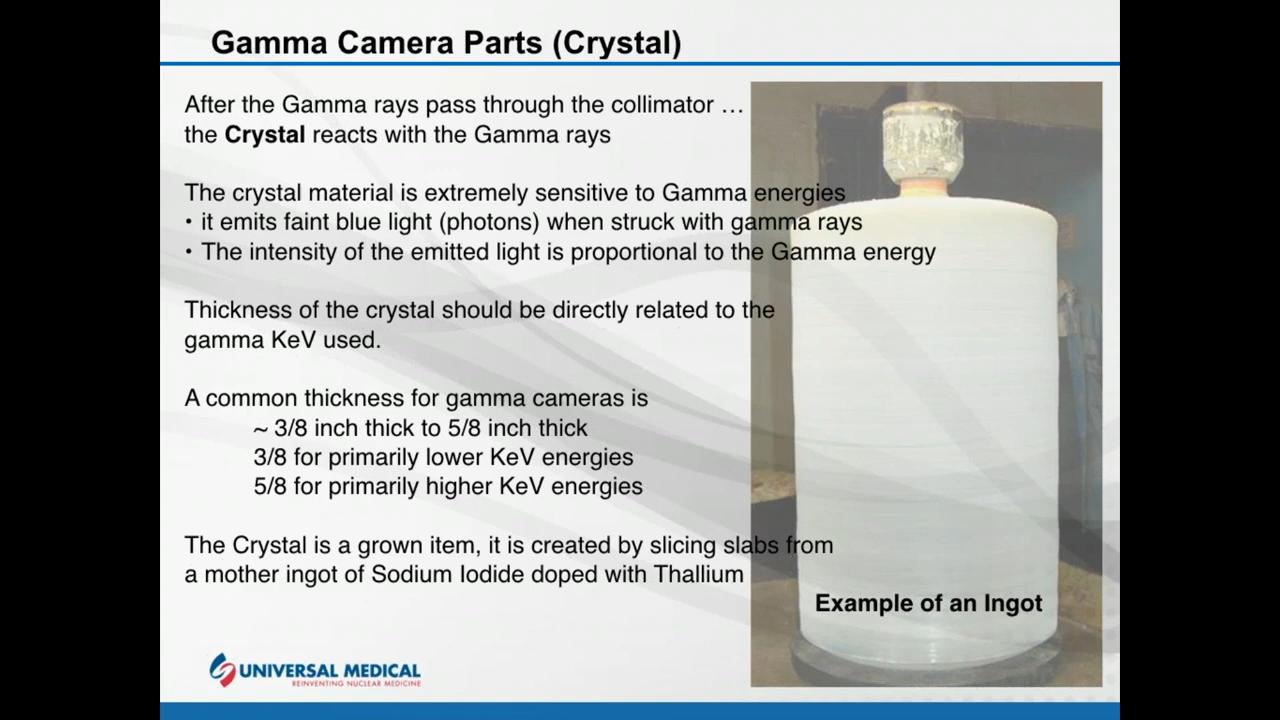 Gamma Camera Parts (Crystal)
After the Gamma rays pass through the collimator …
the Crystal reacts with the Gamma rays
The crystal material is extremely sensitive to Gamma energies
• it emits faint blue light (photons) when struck with gamma rays
• The intensity of the emitted light is proportional to the Gamma energy
Thickness of the crystal should be directly related to the
gamma KeV used.
A common thickness for gamma cameras is
~ 3/8 inch thick to 5/8 inch thick
3/8 for primarily lower KeV energies
5/8 for primarily higher KeV energies
The Crystal is a grown item, it is created by slicing slabs from
a mother ingot of Sodium Iodide doped with Thallium
Example of an Ingot
UNIVERSAL MEDICAL
REINVENTING NUCLEAR MEDICINE